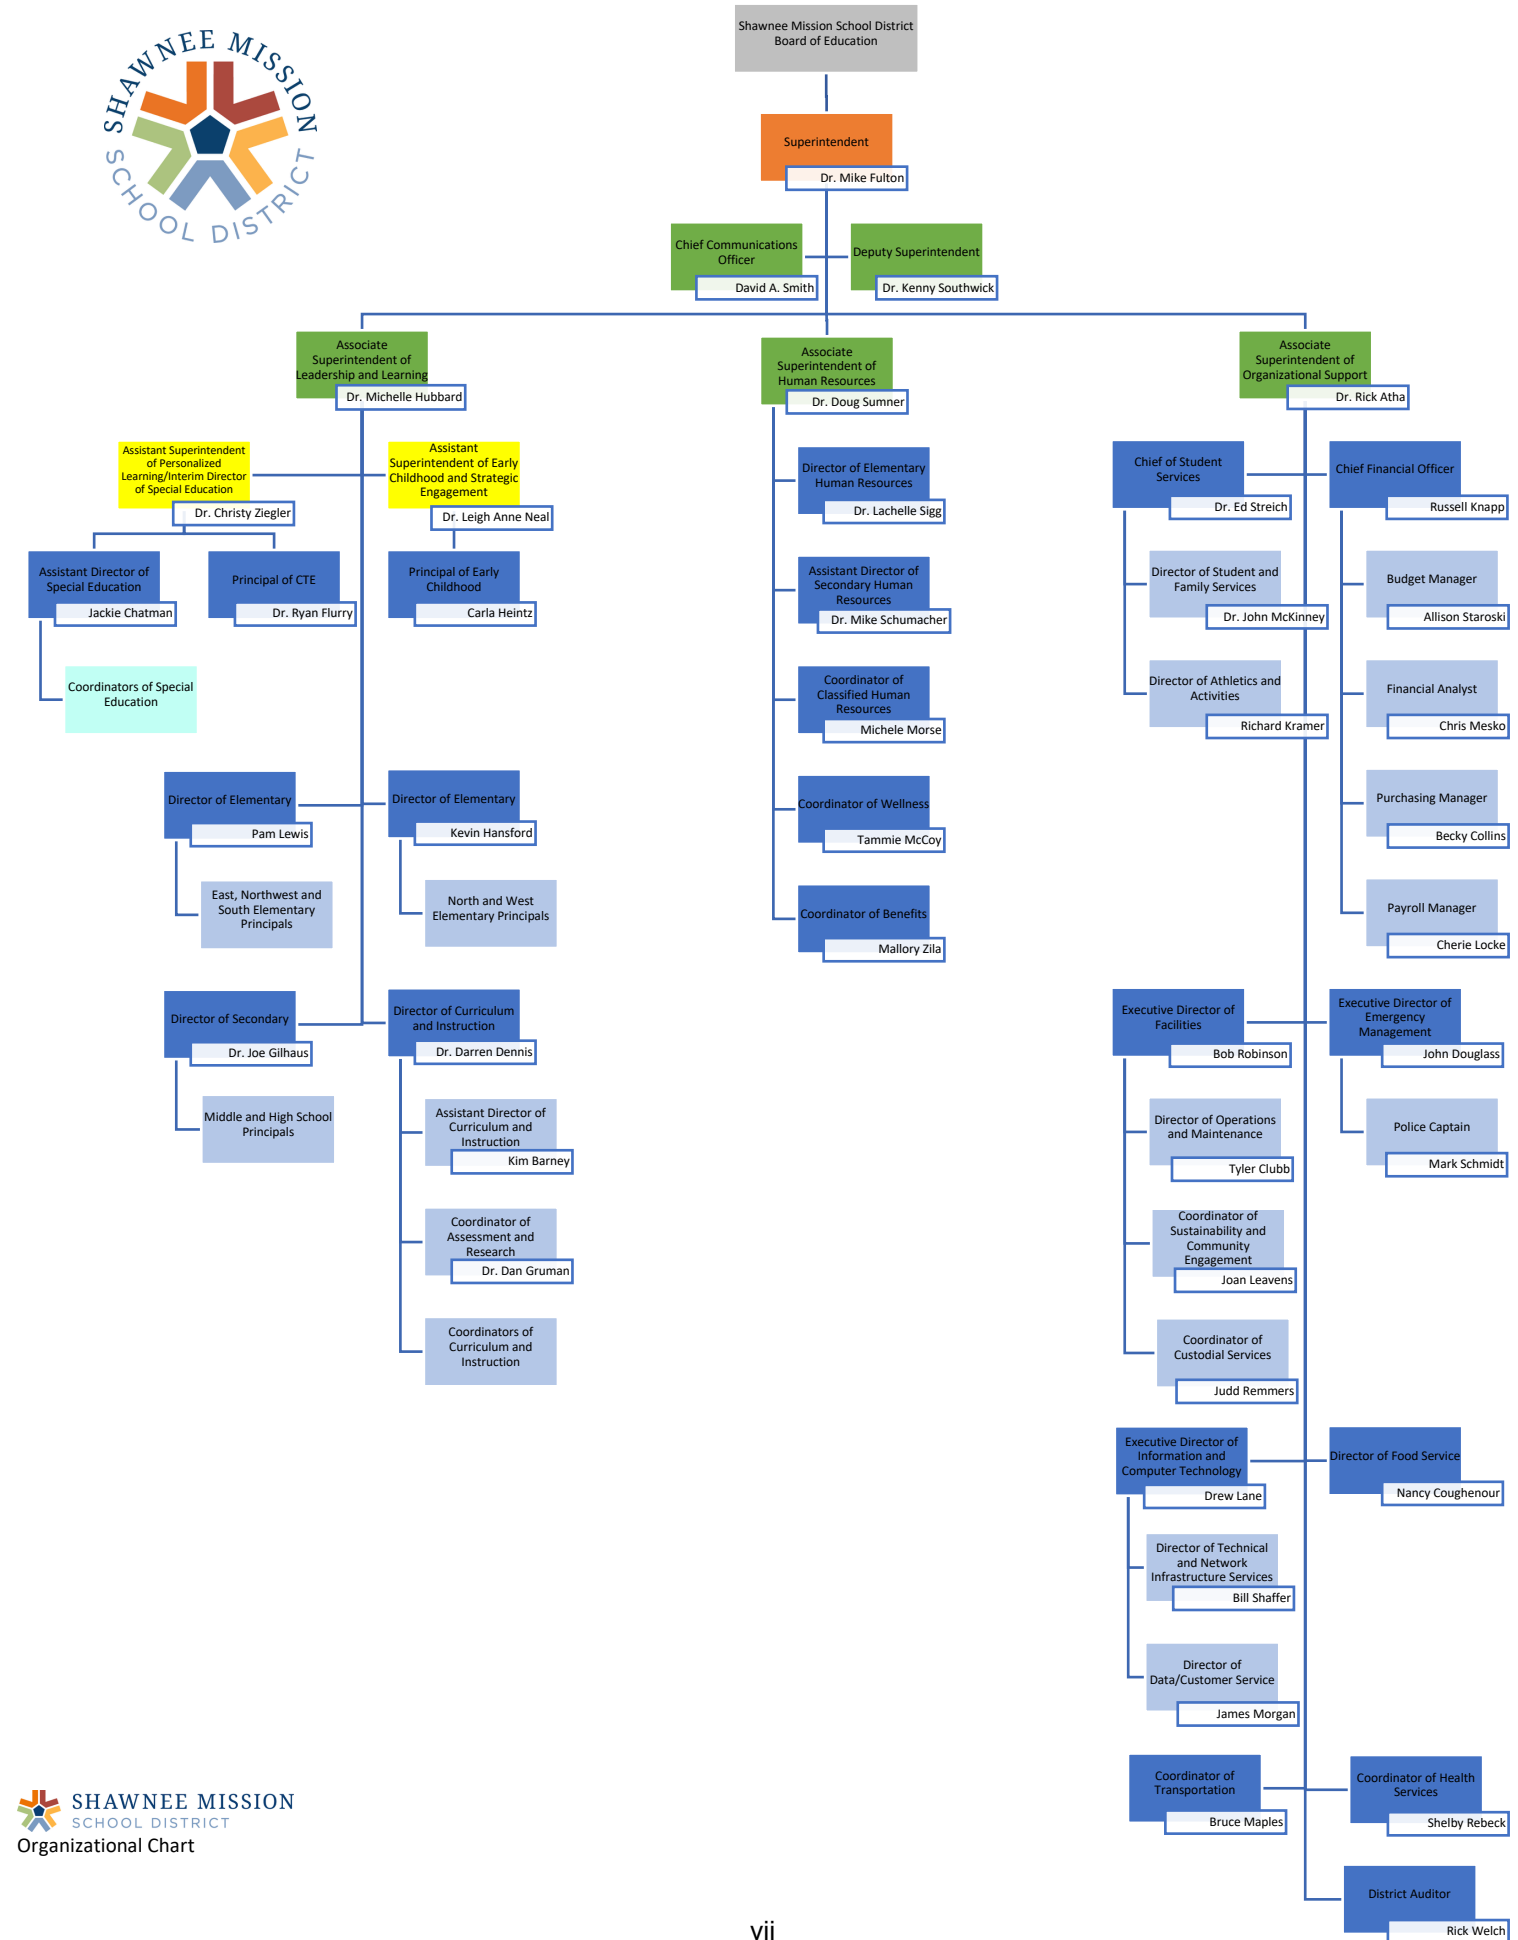 SHAWNEE MISSION
SCHOOL DISTRICT
Shawnee Mission School District
Board of Education
Superintendent
Dr. Mike Fulton
Chief Communications
Officer
David A. Smith
Deputy Superintendent
Dr. Kenny Southwick
Associate
Superintendent of
Leadership and Learning
Dr. Michelle Hubbard
Associate
Superintendent of
Human Resources
Dr. Doug Sumner
Associate
Superintendent of
Organizational Support
Dr. Rick Atha
Assistant Superintendent
of Personalized
Learning/Interim Director
of Special Education
Dr. Christy Ziegler
Assistant
Superintendent of Early
Childhood and Strategic
Engagement
Dr. Leigh Anne Neal
Assistant Director of
Special Education
Jackie Chatman
Principal of CTE
Dr. Ryan Flurry
Principal of Early
Childhood
Carla Heintz
Coordinators of Special
Education
Director of Elementary
Pam Lewis
Director of Elementary
Kevin Hansford
East, Northwest and
South Elementary
Principals
North and West
Elementary Principals
Director of Secondary
Dr. Joe Gilhaus
Director of Curriculum
and Instruction
Dr. Darren Dennis
Middle and High School
Principals
Assistant Director of
Curriculum and
Instruction
Kim Barney
Coordinator of
Assessment and
Research
Dr. Dan Gruman
Coordinators of
Curriculum and
Instruction
Director of Elementary
Human Resources
Dr. Lachelle Sigg
Assistant Director of
Secondary Human
Resources
Dr. Mike Schumacher
Coordinator of
Classified Human
Resources
Michele Morse
Coordinator of Wellness
Tammie McCoy
Coordinator of Benefits
Mallory Zila
Chief of Student
Services
Dr. Ed Streich
Chief Financial Officer
Russell Knapp
Director of Student and
Family Services
Dr. John McKinney
Director of Athletics and
Activities
Richard Kramer
Budget Manager
Allison Staroski
Financial Analyst
Chris Mesko
Purchasing Manager
Becky Collins
Payroll Manager
Cherie Locke
Executive Director of
Facilities
Bob Robinson
Executive Director of
Emergency
Management
John Douglass
Director of Operations
and Maintenance
Tyler Clubb
Police Captain
Mark Schmidt
Coordinator of
Sustainability and
Community
Engagement
Joan Leavens
Coordinator of
Custodial Services
Judd Remmers
Executive Director of
Information and
Computer Technology
Drew Lane
Director of Food Service
Nancy Coughenour
Director of Technical
and Network
Infrastructure Services
Bill Shaffer
Director of
Data/Customer Service
James Morgan
Coordinator of
Transportation
Bruce Maples
Coordinator of Health
Services
Shelby Rebeck
District Auditor
Rick Welch
SHAWNEE MISSION
SCHOOL DISTRICT
Organizational Chart
vii